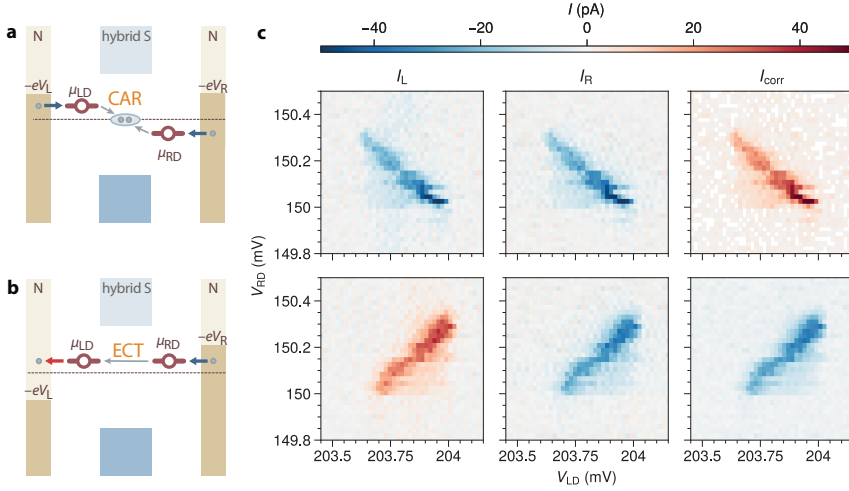 a
N
hybrid S
N
−eV_L
μ_LD
CAR
−eV_R
μ_RD
b
N
hybrid S
N
μ_LD
ECT
μ_RD
−eV_R
−eV_L
c
I (pA)
−40 −20 0 20 40
I_L I_R I_corr
150.4
150.2
150
149.8
V_RD (mV)
150.4
150.2
150
149.8
203.5 203.75 204 203.5 203.75 204 203.5 203.75 204
V_LD (mV)